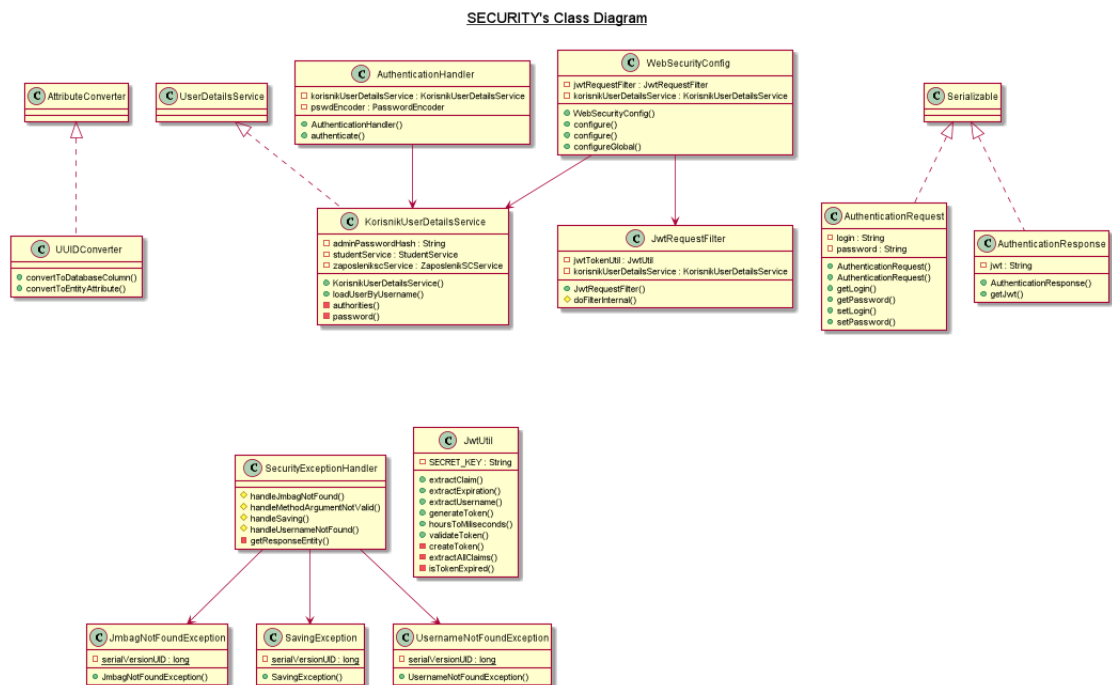 SECURITY's Class Diagram
C AttributeConverter
C UserDetailsService
C AuthenticationHandler
korisnikUserDetailsService : KorisnikUserDetailsService
pswdEncoder : PasswordEncoder
AuthenticationHandler()
authenticate()
C WebSecurityConfig
jwtRequestFilter : JwtRequestFilter
korisnikUserDetailsService : KorisnikUserDetailsService
WebSecurityConfig()
configure()
configure()
configureGlobal()
C Serializable
C UUIDConverter
convertToDatabaseColumn()
convertToEntityAttribute()
C KorisnikUserDetailsService
adminPasswordHash : String
studentService : StudentService
zaposlenikscService : ZaposlenikSCService
KorisnikUserDetailsService()
loadUserByUsername()
authorities()
password()
C JwtRequestFilter
jwtTokenUtil : JwtUtil
korisnikUserDetailsService : KorisnikUserDetailsService
JwtRequestFilter()
doFilterInternal()
C AuthenticationRequest
login : String
password : String
AuthenticationRequest()
AuthenticationRequest()
getLogin()
getPassword()
setLogin()
setPassword()
C AuthenticationResponse
jwt : String
AuthenticationResponse()
getJwt()
C SecurityExceptionHandler
handleJmbagNotFound()
handleMethodArgumentNotValid()
handleSaving()
handleUsernameNotFound()
getResponseEntity()
C JwtUtil
SECRET_KEY : String
extractClaim()
extractExpiration()
extractUsername()
generateToken()
hoursToMiliseconds()
validateToken()
createToken()
extractAllClaims()
isTokenExpired()
C JmbagNotFoundException
serialVersionUID : long
JmbagNotFoundException()
C SavingException
serialVersionUID : long
SavingException()
C UsernameNotFoundException
serialVersionUID : long
UsernameNotFoundException()